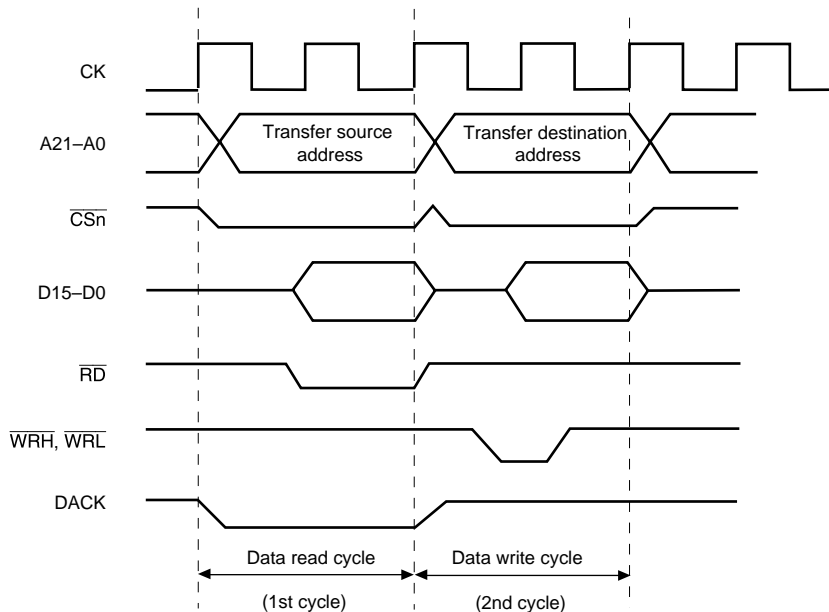 CK
A21–A0
Transfer source
address
Transfer destination
address
CSn
D15–D0
RD
WRH, WRL
DACK
Data read cycle
(1st cycle)
Data write cycle
(2nd cycle)